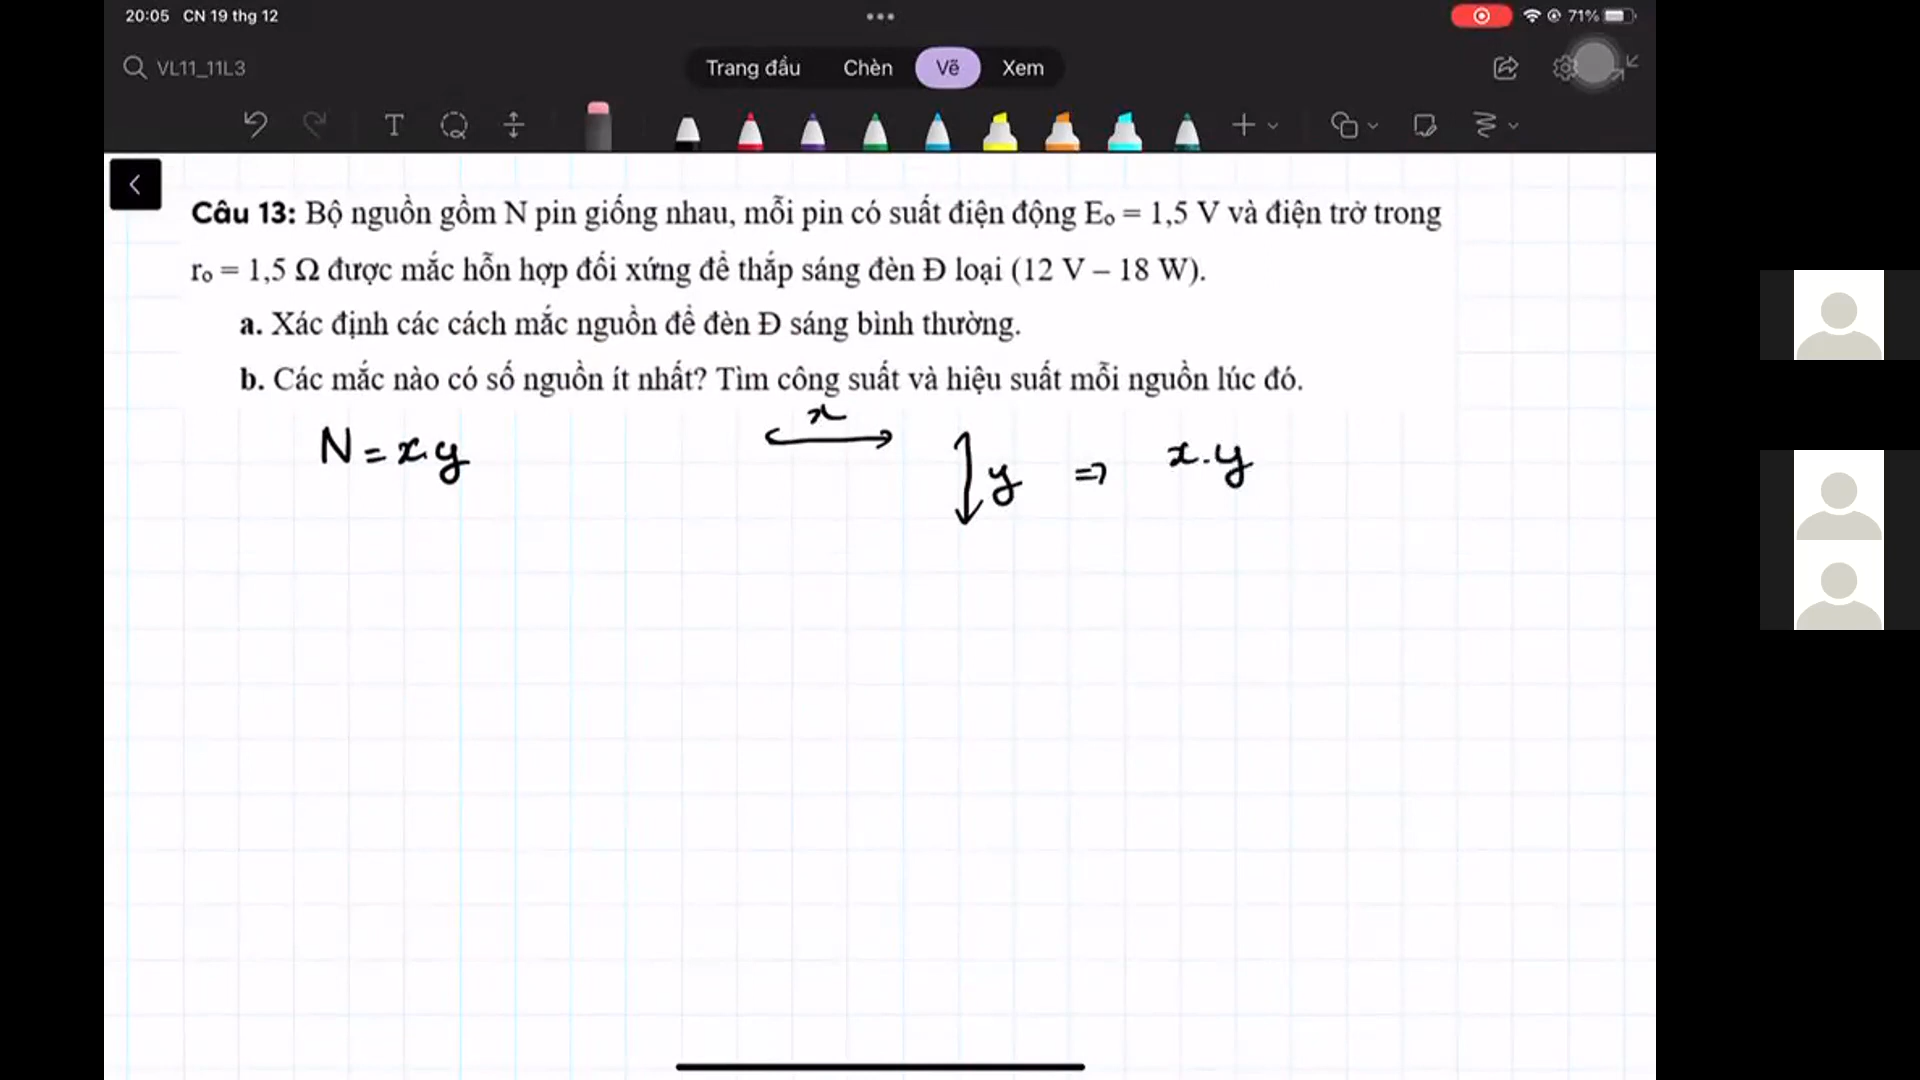 20:05 CN 19 thg 12
71%
VL11_11L3
Trang đầu Chèn Vẽ Xem
Câu 13: Bộ nguồn gồm N pin giống nhau, mỗi pin có suất điện động Eₒ = 1,5 V và điện trở trong
rₒ = 1,5 Ω được mắc hỗn hợp đối xứng để thắp sáng đèn Đ loại (12 V – 18 W).
a. Xác định các cách mắc nguồn để đèn Đ sáng bình thường.
b. Các mắc nào có số nguồn ít nhất? Tìm công suất và hiệu suất mỗi nguồn lúc đó.
x
N = x.y
y ⇒ x.y